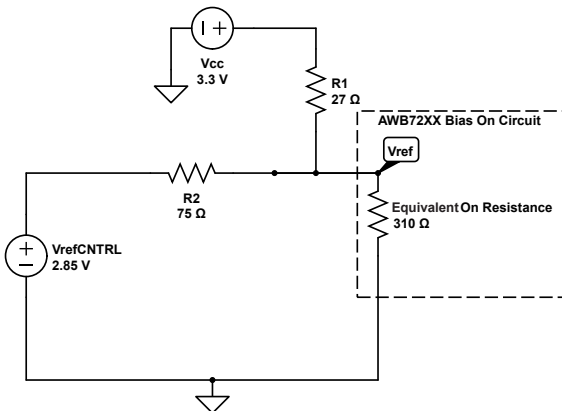 Vcc
3.3 V
R1
27 Ω
AWB72XX Bias On Circuit
Vref
R2
75 Ω
Equivalent On Resistance
310 Ω
VrefCNTRL
2.85 V